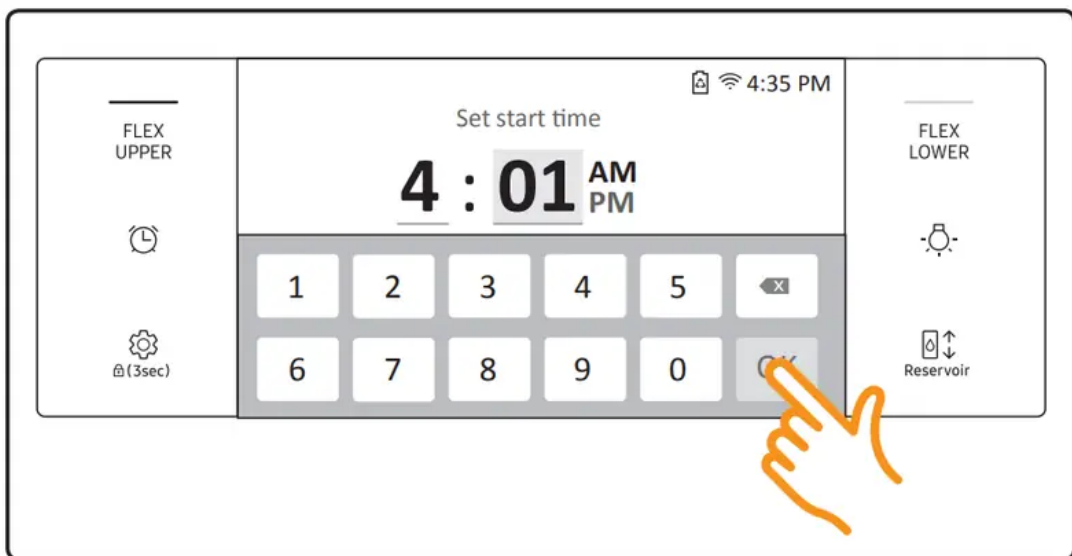 FLEX
UPPER
(3sec)
4:35 PM
Set start time
4 : 01 AM
PM
1 2 3 4 5
6 7 8 9 0
FLEX
LOWER
Reservoir